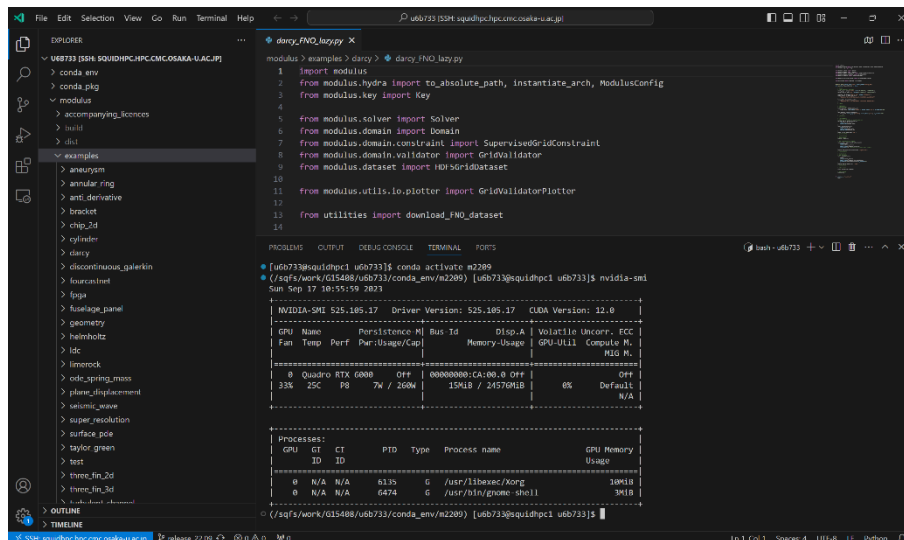 File Edit Selection View Go Run Terminal Help
u6b733 [SSH: squidhpc.hpc.cmc.osaka-u.ac.jp]
EXPLORER
U6B733 [SSH: SQUIDHPC.HPC.CMC.OSAKA-U.AC.JP]
> conda_env
> conda_pkg
modulus
> accompanying_licences
> build
> dist
examples
> aneurysm
> annular_ring
> anti_derivative
> bracket
> chip_2d
> cylinder
> darcy
> discontinuous_galerkin
> fourcastnet
> fpga
> fuselage_panel
> geometry
> helmholtz
> ldc
> limerock
> ode_spring_mass
> plane_displacement
> seismic_wave
> super_resolution
> surface_pde
> taylor_green
> test
> three_fin_2d
> three_fin_3d
> turbulent_channel
> OUTLINE
> TIMELINE
darcy_FNO_lazy.py
modulus > examples > darcy > darcy_FNO_lazy.py
1 import modulus
2 from modulus.hydra import to_absolute_path, instantiate_arch, ModulusConfig
3 from modulus.key import Key
4
5 from modulus.solver import Solver
6 from modulus.domain import Domain
7 from modulus.domain.constraint import SupervisedGridConstraint
8 from modulus.domain.validator import GridValidator
9 from modulus.dataset import HDF5GridDataset
10
11 from modulus.utils.io.plotter import GridValidatorPlotter
12
13 from utilities import download_FNO_dataset
14
PROBLEMS OUTPUT DEBUG CONSOLE TERMINAL PORTS
bash - u6b733
[u6b733@squidhpc1 u6b733]$ conda activate m2209
(/sqfs/work/G15408/u6b733/conda_env/m2209) [u6b733@squidhpc1 u6b733]$ nvidia-smi
Sun Sep 17 10:55:59 2023
| NVIDIA-SMI 525.105.17 Driver Version: 525.105.17 CUDA Version: 12.0 |
| GPU Name Persistence-M| Bus-Id Disp.A | Volatile Uncorr. ECC |
| Fan Temp Perf Pwr:Usage/Cap| Memory-Usage | GPU-Util Compute M. |
| | | MIG M. |
| 0 Quadro RTX 6000 Off | 00000000:CA:00.0 Off | Off |
| 33% 25C P8 7W / 260W | 15MiB / 24576MiB | 0% Default |
| | | N/A |
| Processes: |
| GPU GI CI PID Type Process name GPU Memory |
| ID ID Usage |
| 0 N/A N/A 6135 G /usr/libexec/Xorg 10MiB |
| 0 N/A N/A 6474 G /usr/bin/gnome-shell 3MiB |
(/sqfs/work/G15408/u6b733/conda_env/m2209) [u6b733@squidhpc1 u6b733]$
SSH: squidhpc.hpc.cmc.osaka-u.ac.jp release_22.09 0 0 0 Ln 1, Col 1 Spaces: 4 UTF-8 LF Python